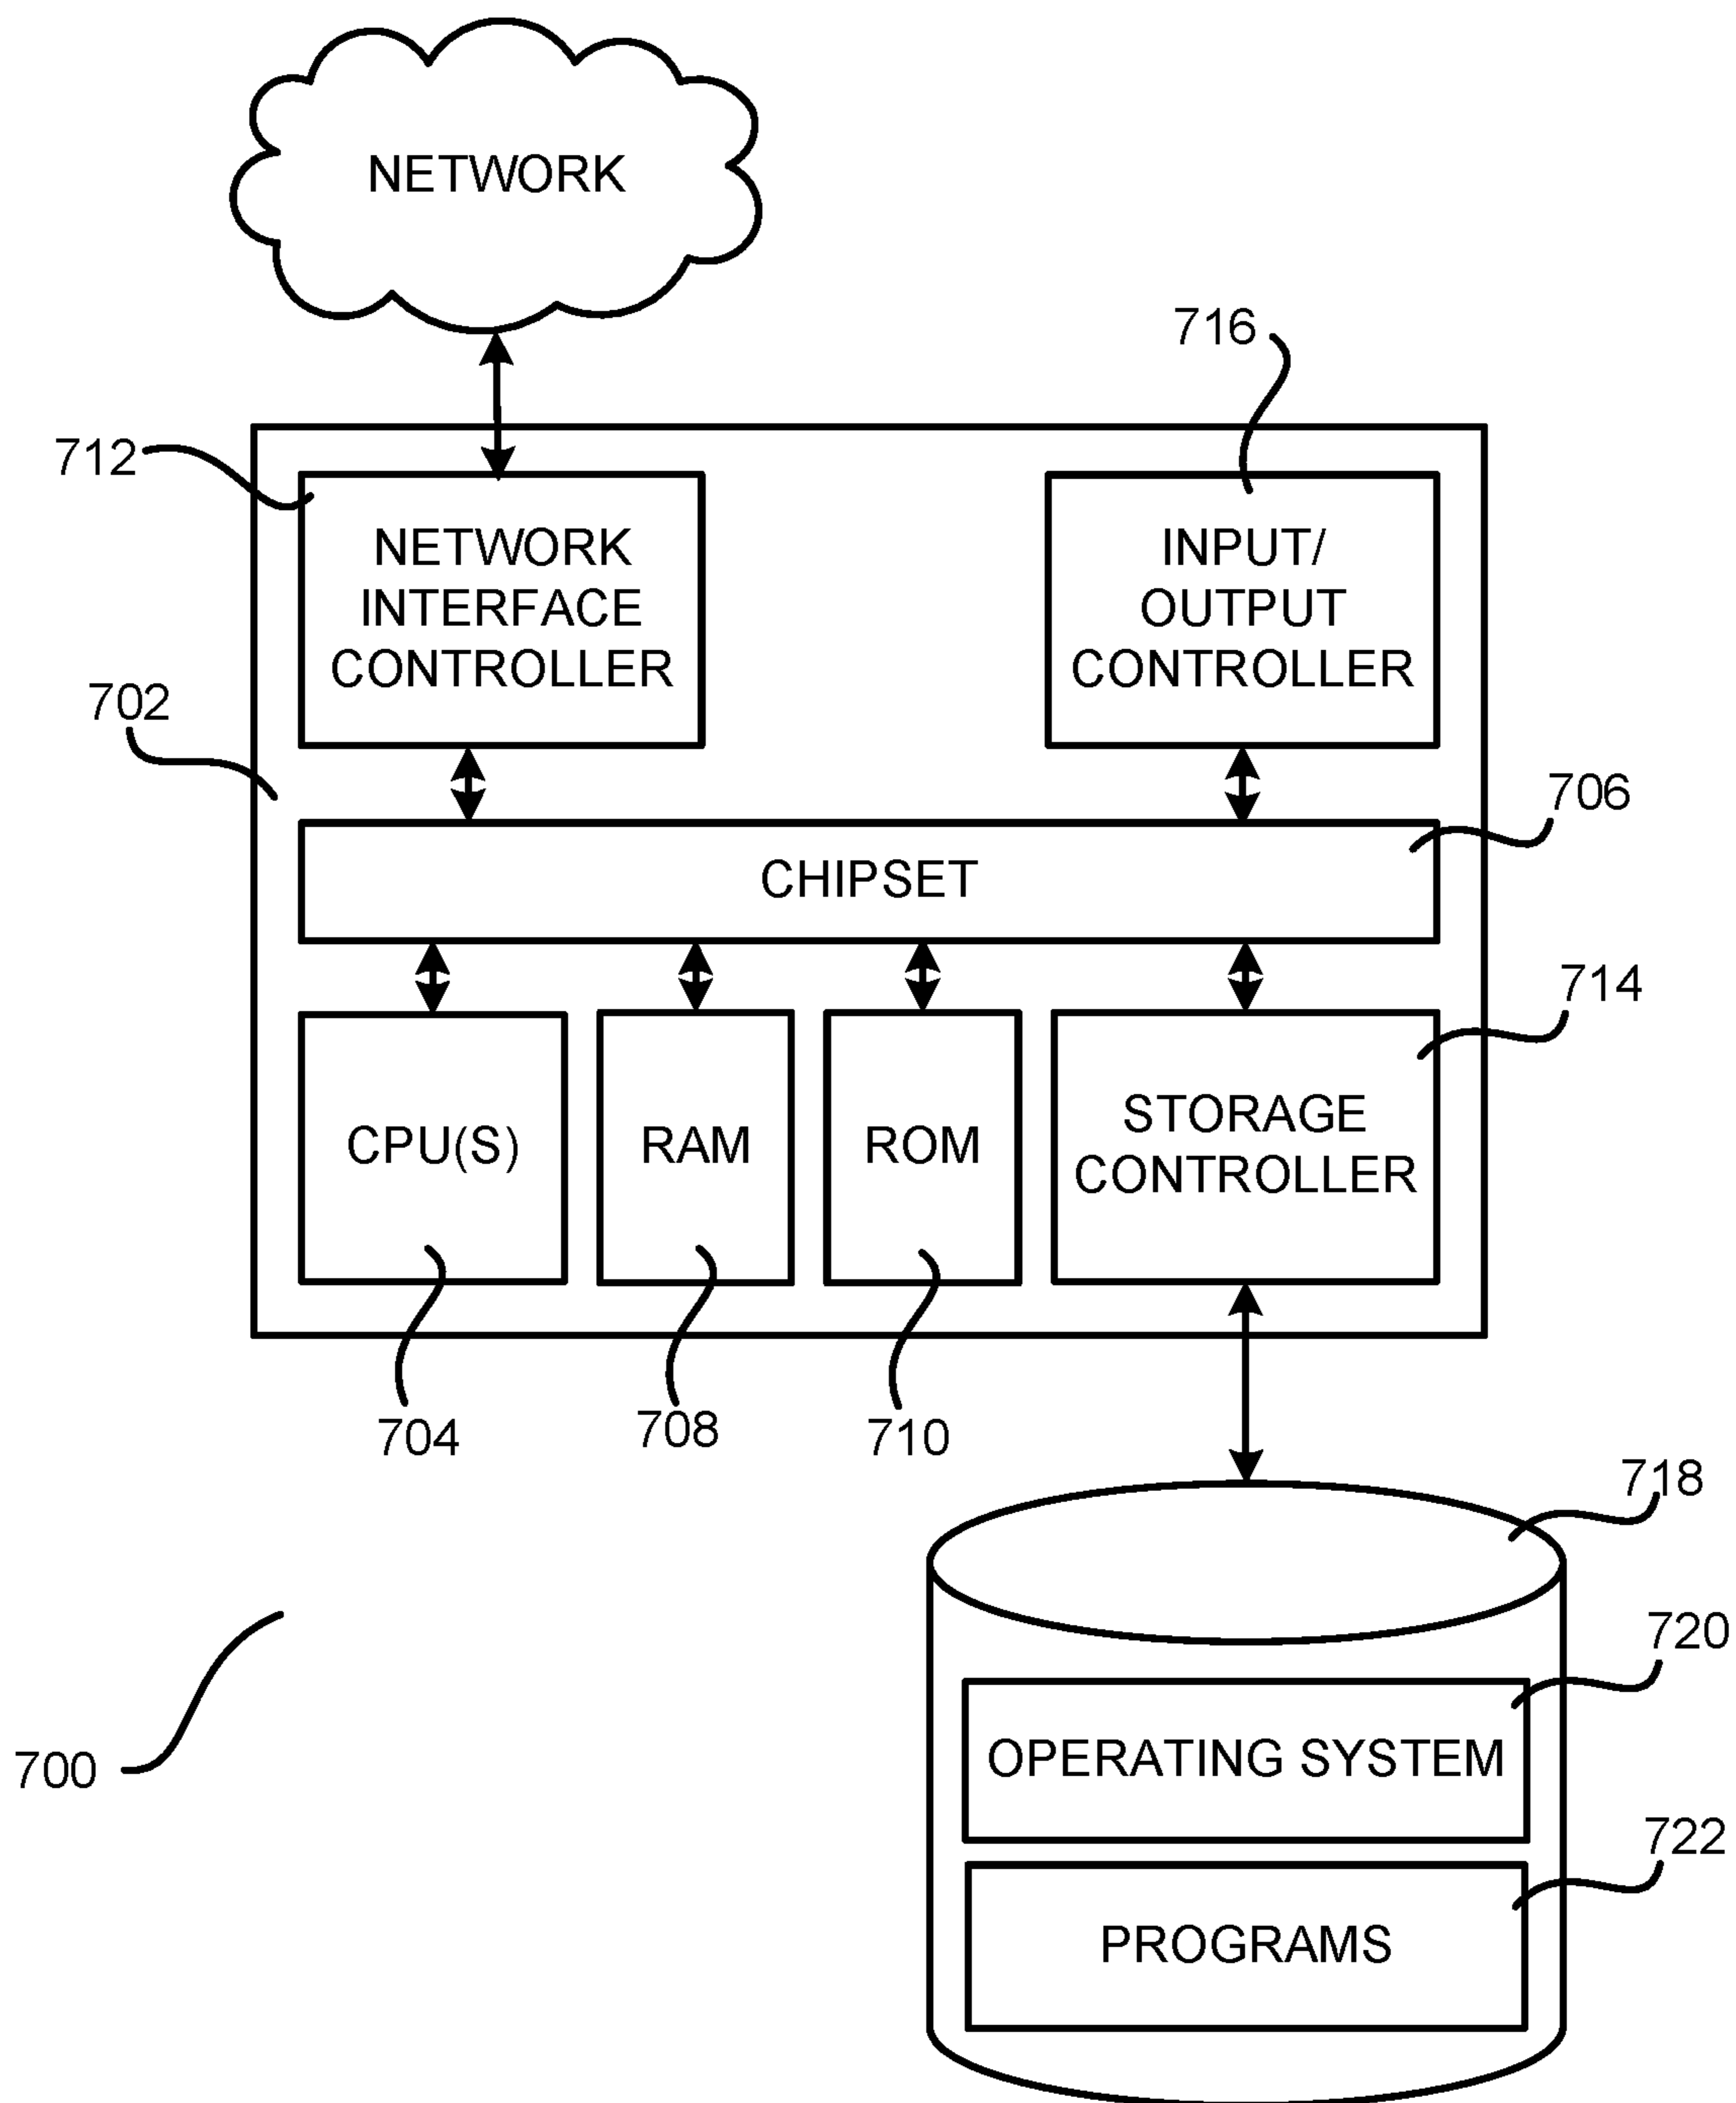 NETWORK
716
712
NETWORK
INTERFACE
CONTROLLER
INPUT/
OUTPUT
CONTROLLER
702
706
CHIPSET
714
CPU(S)
RAM
ROM
STORAGE
CONTROLLER
704
708
710
718
720
700
OPERATING SYSTEM
722
PROGRAMS